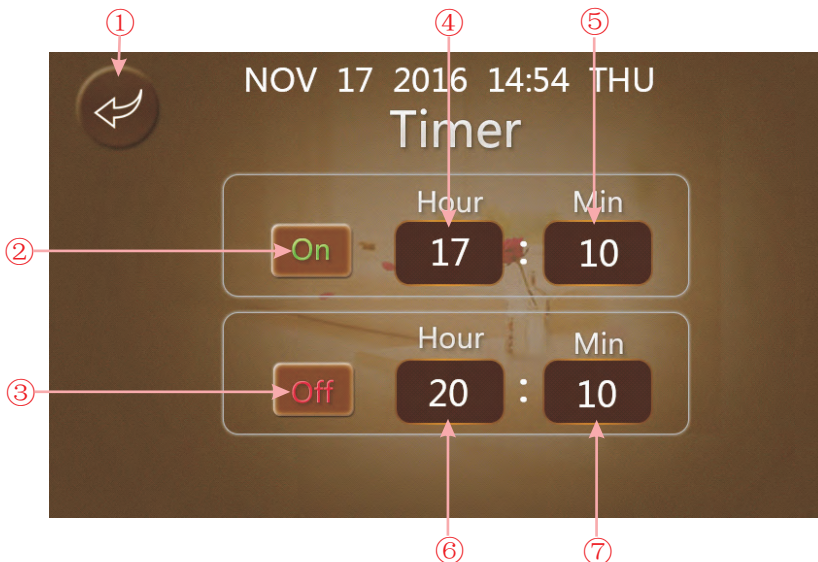 ① ④ ⑤
NOV 17 2016 14:54 THU
Timer
Hour Min
② On 17 : 10
Hour Min
③ Off 20 : 10
⑥ ⑦